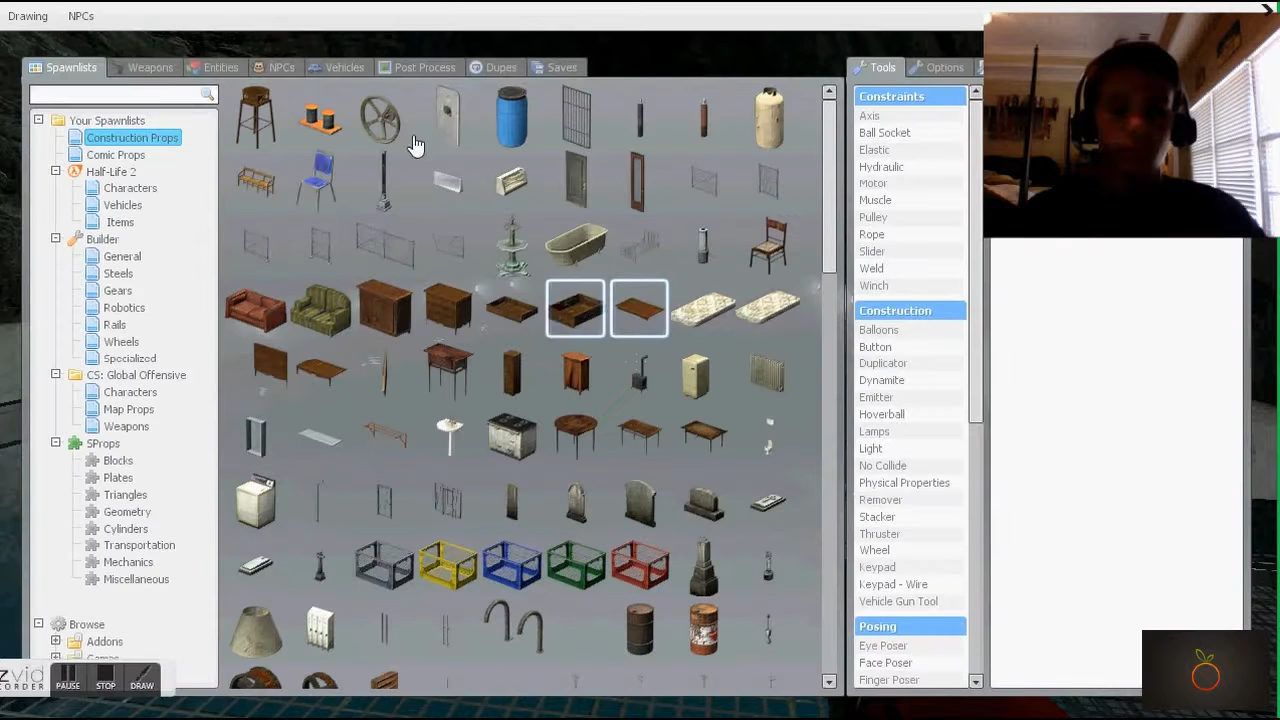 Drawing NPCs
Spawnlists Weapons Entities NPCs Vehicles Post Process Dupes Saves
Tools Options
Your Spawnlists
Construction Props
Comic Props
Half-Life 2
Characters
Vehicles
Items
Builder
General
Steels
Gears
Robotics
Rails
Wheels
Specialized
CS: Global Offensive
Characters
Map Props
Weapons
SProps
Blocks
Plates
Triangles
Geometry
Cylinders
Transportation
Mechanics
Miscellaneous
Browse
Addons
Constraints
Axis
Ball Socket
Elastic
Hydraulic
Motor
Muscle
Pulley
Rope
Slider
Weld
Winch
Construction
Balloons
Button
Duplicator
Dynamite
Emitter
Hoverball
Lamps
Light
No Collide
Physical Properties
Remover
Stacker
Thruster
Wheel
Keypad
Keypad - Wire
Vehicle Gun Tool
Posing
Eye Poser
Face Poser
Finger Poser
PAUSE STOP DRAW